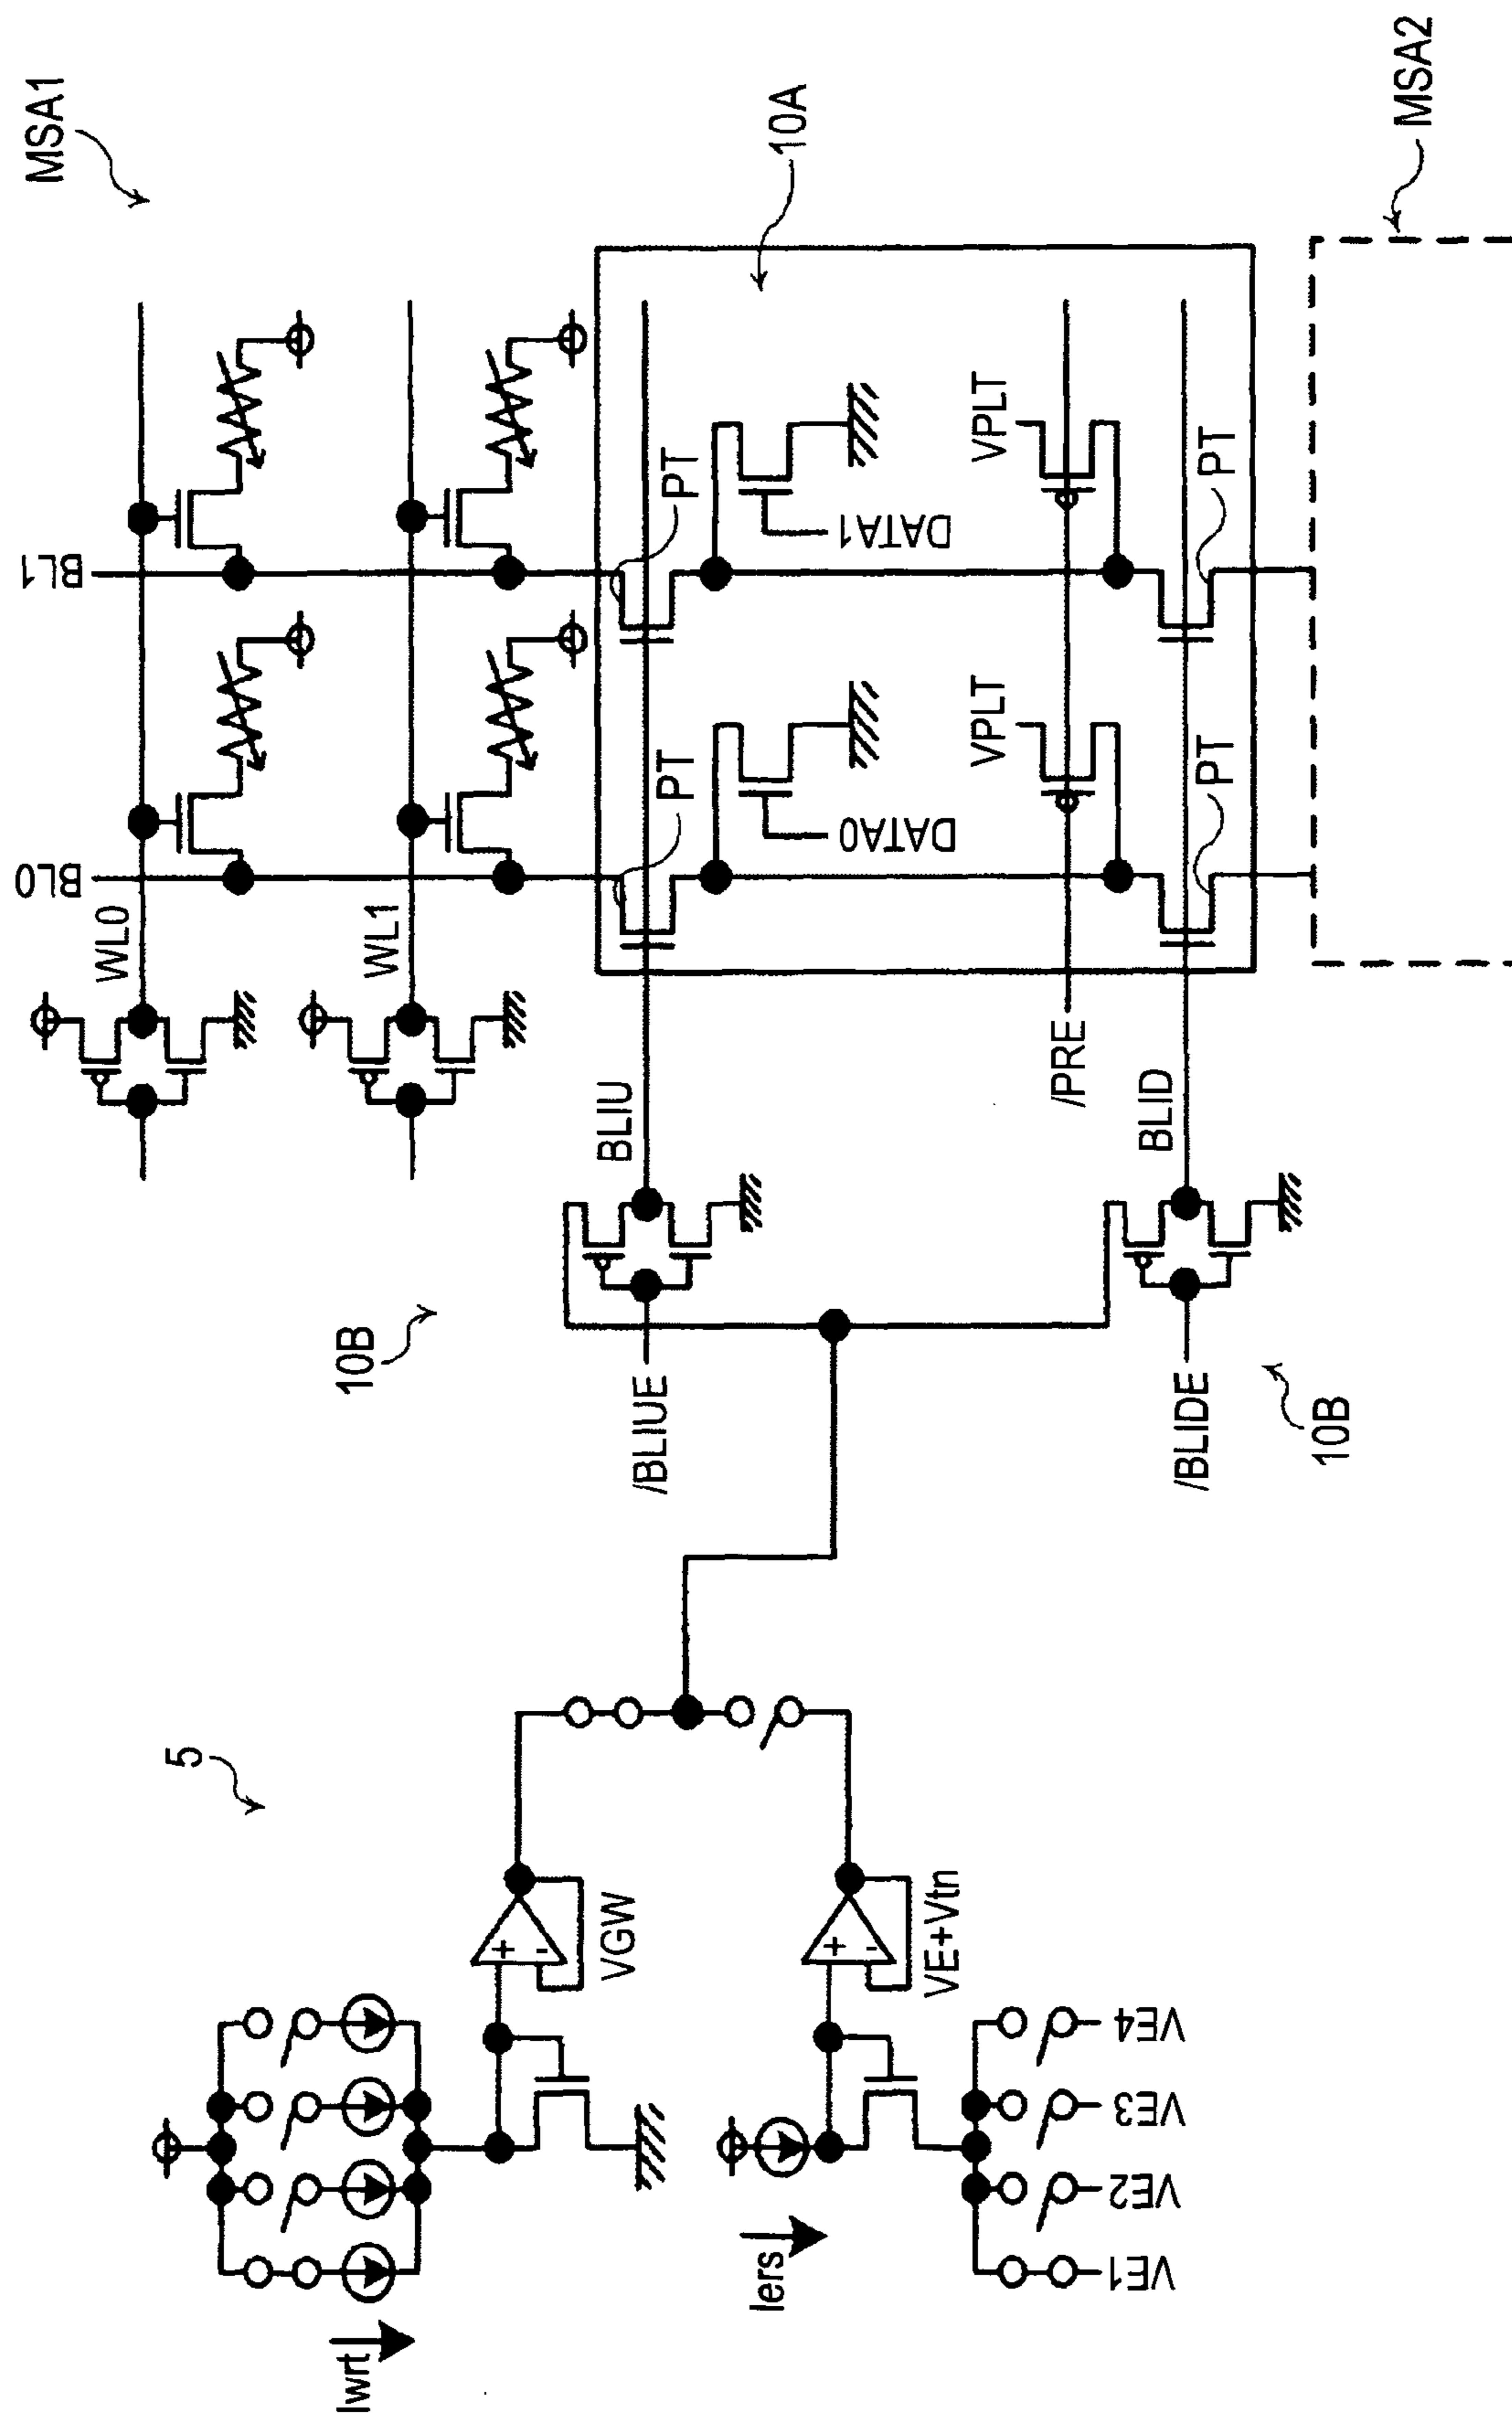 MSA1
MSA2
10A
BL1
BL0
WL0
WL1
PT
PT
DATA1
DATA0
VPLT
VPLT
PT
PT
BLIU
/PRE
BLID
10B
/BLIUE
/BLIDE
10B
5
VGW
VE+Vtn
Iwrt
Iers
VE1
VE2
VE3
VE4
+
-
+
-